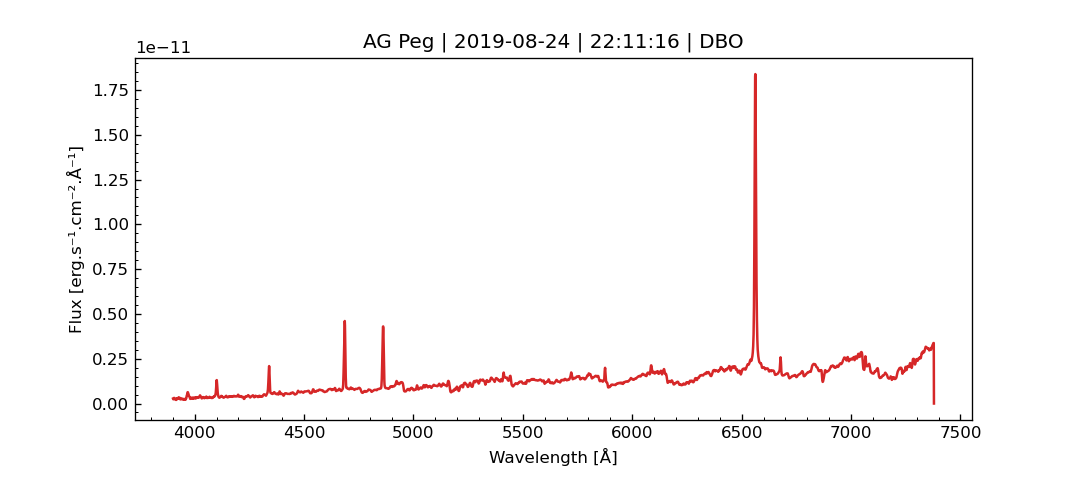 AG Peg | 2019-08-24 | 22:11:16 | DBO
1e−11
1.75
1.50
1.25
1.00
0.75
0.50
0.25
0.00
Flux [erg.s⁻¹.cm⁻².Å⁻¹]
4000 4500 5000 5500 6000 6500 7000 7500
Wavelength [Å]